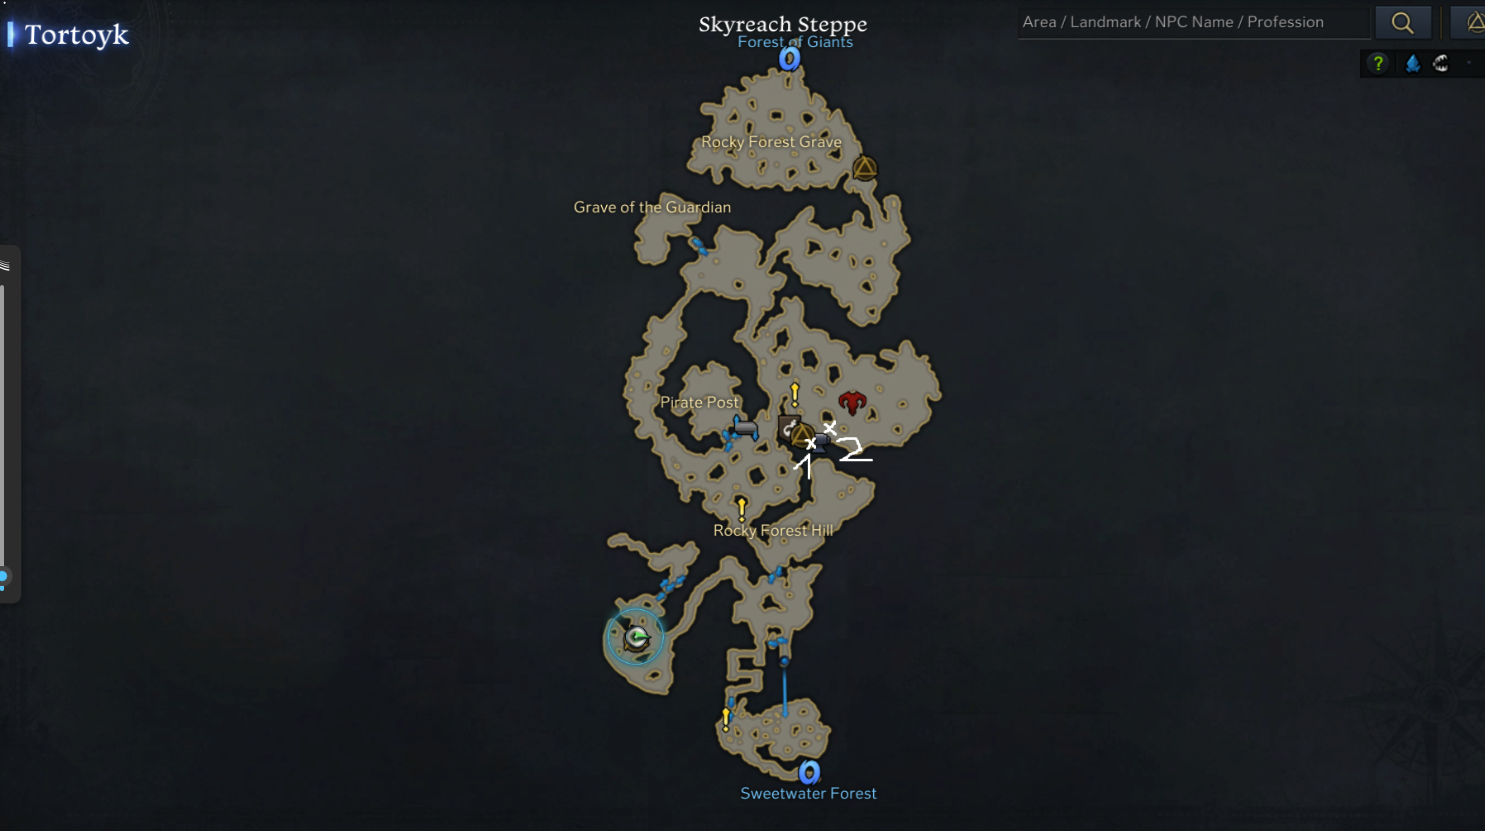 Tortoyk
Skyreach Steppe
Forest of Giants
Area / Landmark / NPC Name / Profession
?
Rocky Forest Grave
Grave of the Guardian
Pirate Post
1
2
Rocky Forest Hill
Sweetwater Forest